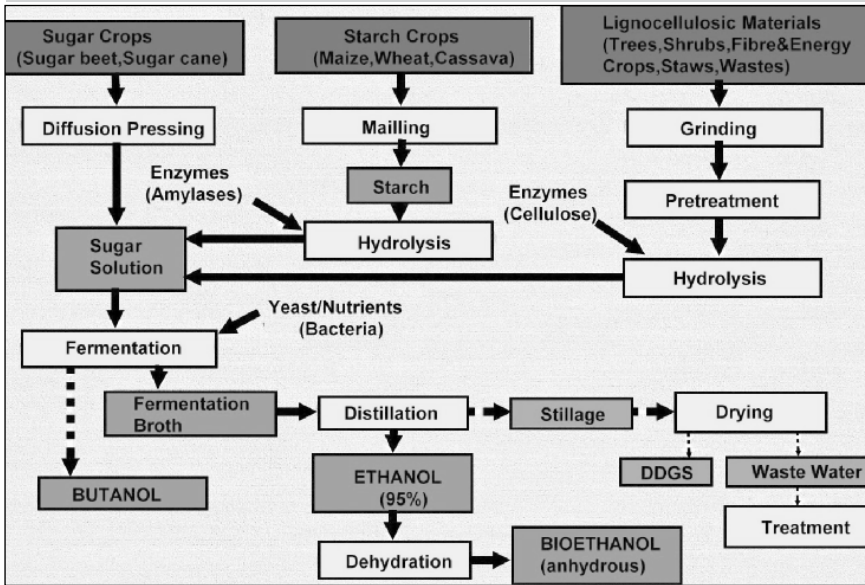 Sugar Crops
(Sugar beet,Sugar cane)
Starch Crops
(Maize,Wheat,Cassava)
Lignocellulosic Materials
(Trees,Shrubs,Fibre&Energy
Crops,Staws,Wastes)
Diffusion Pressing
Mailling
Grinding
Enzymes
(Amylases)
Starch
Enzymes
(Cellulose)
Pretreatment
Sugar
Solution
Hydrolysis
Hydrolysis
Yeast/Nutrients
(Bacteria)
Fermentation
Fermentation
Broth
Distillation
Stillage
Drying
BUTANOL
ETHANOL
(95%)
DDGS
Waste Water
Dehydration
BIOETHANOL
(anhydrous)
Treatment